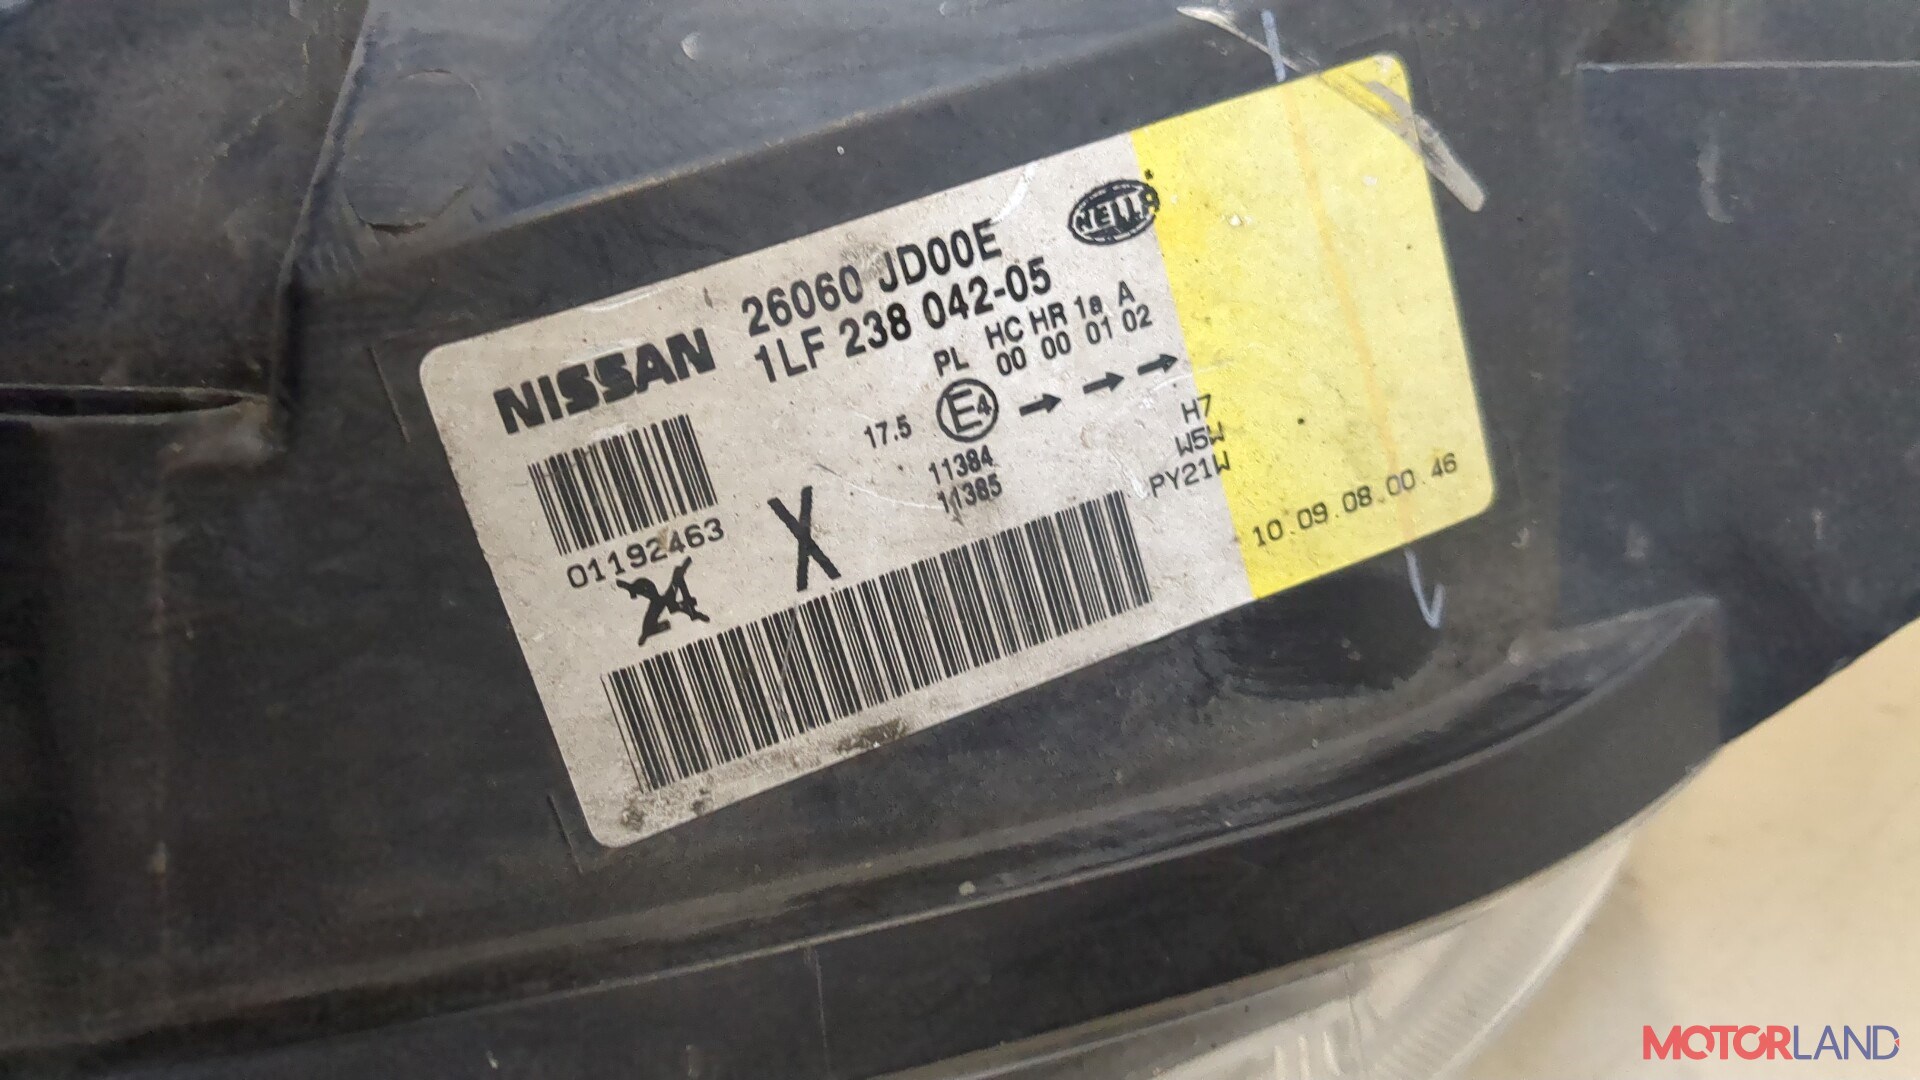 NISSAN
26060 JD00E
1LF 238 042-05
HELLA
PL HC HR 1a A
00 00 01 02
17.5 E4
11384
11385
H7
W5W
PY21W
01192463
24
X
10.09.08.00.46
MOTORLAND